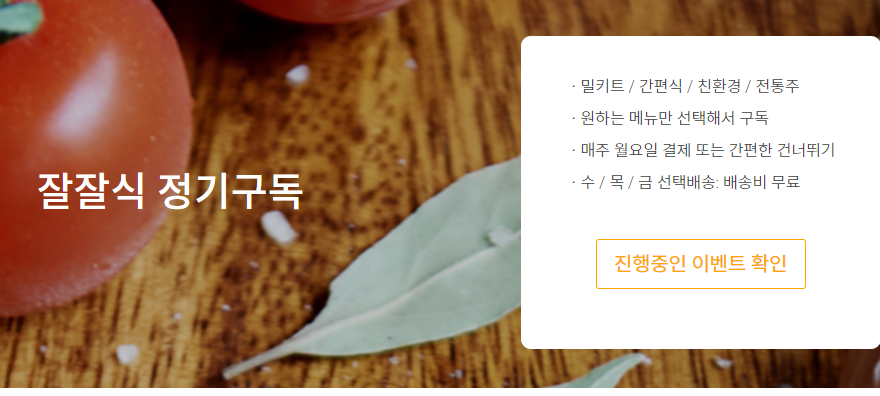 잘잘식 정기구독
· 밀키트 / 간편식 / 친환경 / 전통주
· 원하는 메뉴만 선택해서 구독
· 매주 월요일 결제 또는 간편한 건너뛰기
· 수 / 목 / 금 선택배송: 배송비 무료
진행중인 이벤트 확인